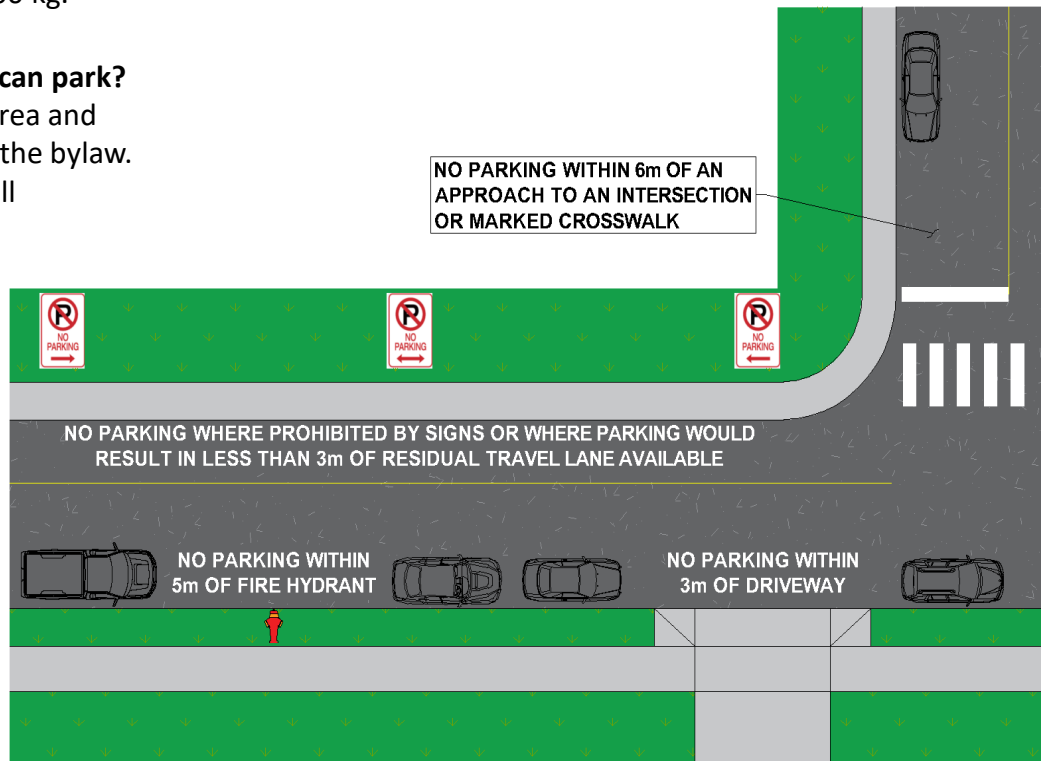 can park?
rea and
the bylaw.
ll
NO PARKING WITHIN 6m OF AN
APPROACH TO AN INTERSECTION
OR MARKED CROSSWALK
P
NO
PARKING
P
NO
PARKING
P
NO
PARKING
NO PARKING WHERE PROHIBITED BY SIGNS OR WHERE PARKING WOULD
RESULT IN LESS THAN 3m OF RESIDUAL TRAVEL LANE AVAILABLE
NO PARKING WITHIN
5m OF FIRE HYDRANT
NO PARKING WITHIN
3m OF DRIVEWAY